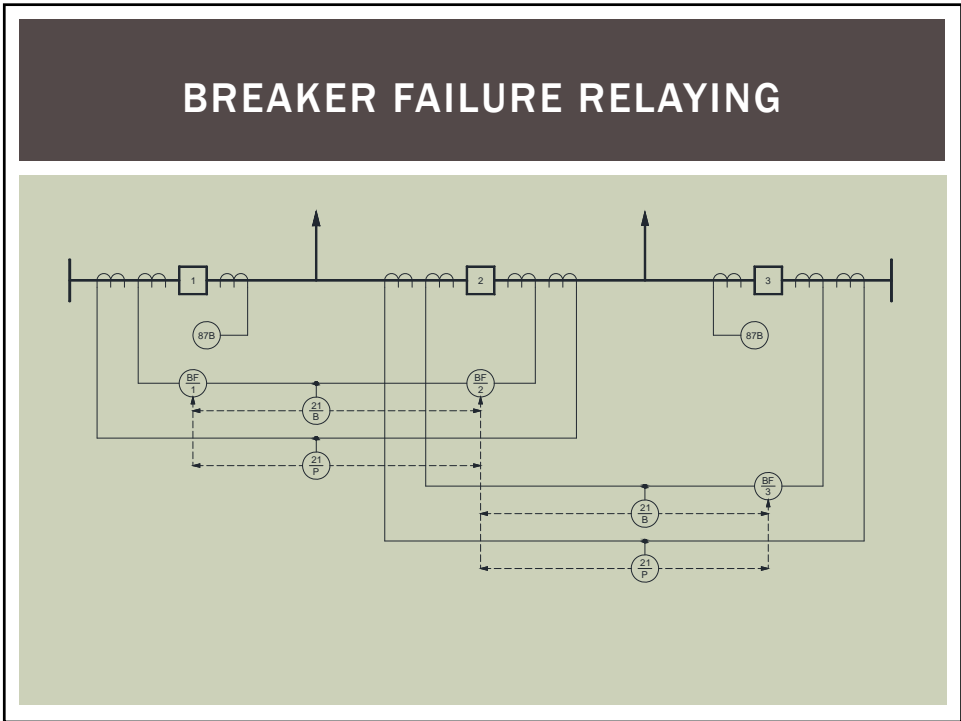 BREAKER FAILURE RELAYING
1
2
3
87B
87B
BF
1
BF
2
21
B
21
P
BF
3
21
B
21
P